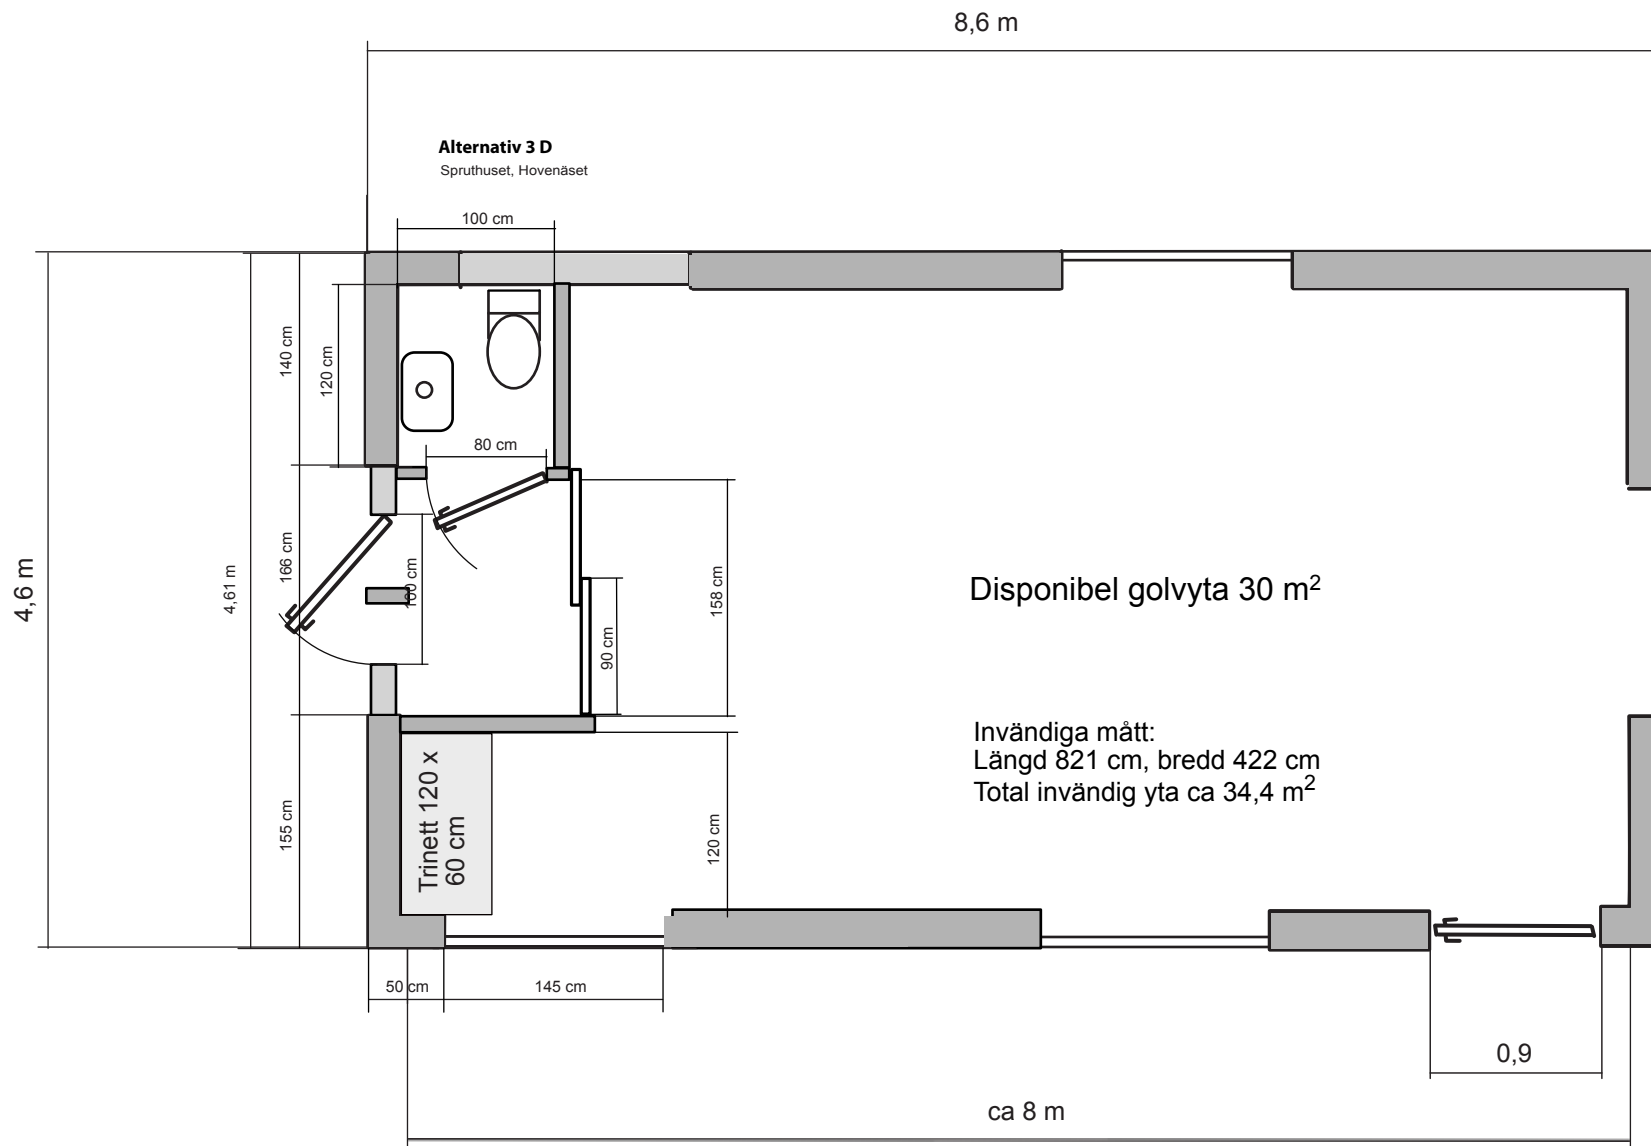 8,6 m
Alternativ 3 D
Spruthuset, Hovenäset
100 cm
140 cm
120 cm
80 cm
166 cm
100 cm
4,6 m
4,61 m
158 cm
90 cm
Disponibel golvyta 30 m²
Invändiga mått:
Längd 821 cm, bredd 422 cm
Total invändig yta ca 34,4 m²
Trinett 120 x
60 cm
155 cm
120 cm
50 cm
145 cm
0,9
ca 8 m